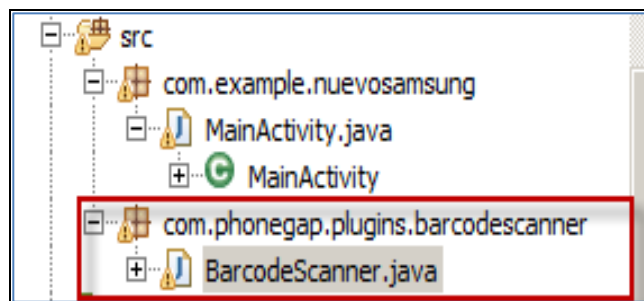 src
com.example.nuevosamsung
MainActivity.java
MainActivity
com.phonegap.plugins.barcodescanner
BarcodeScanner.java